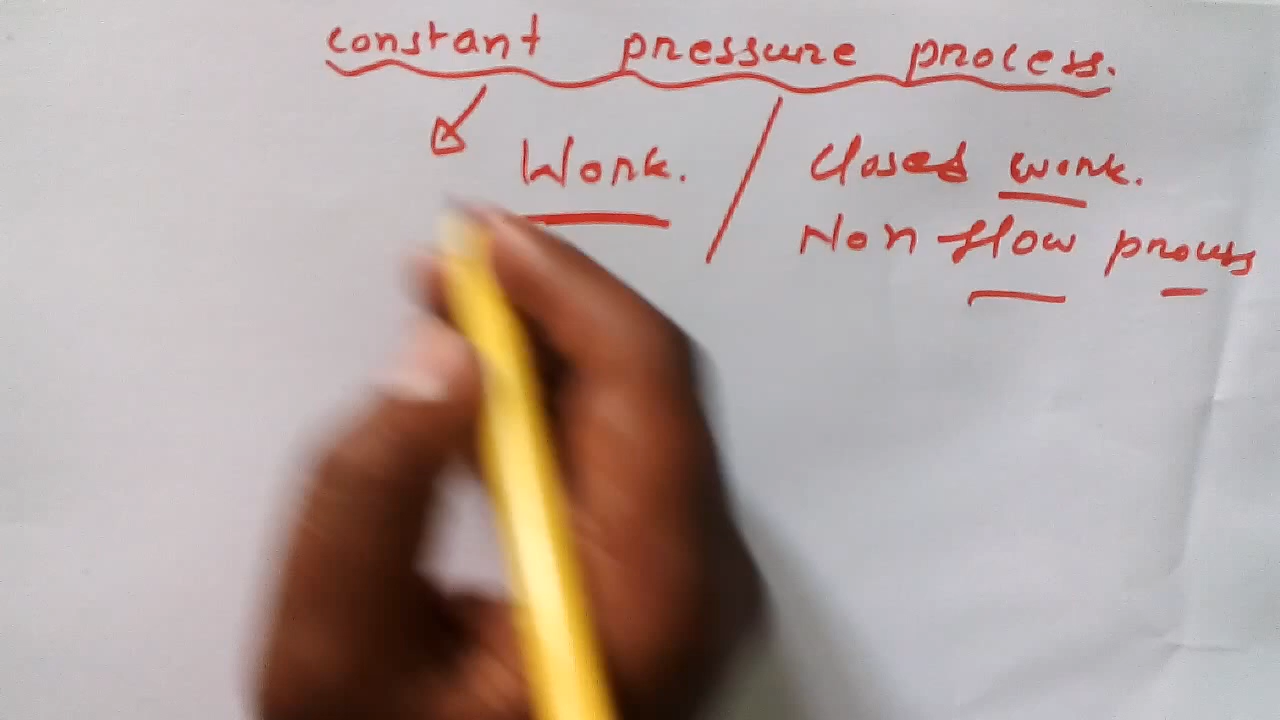 constant pressure process.
Work. / Closed work.
Non flow process